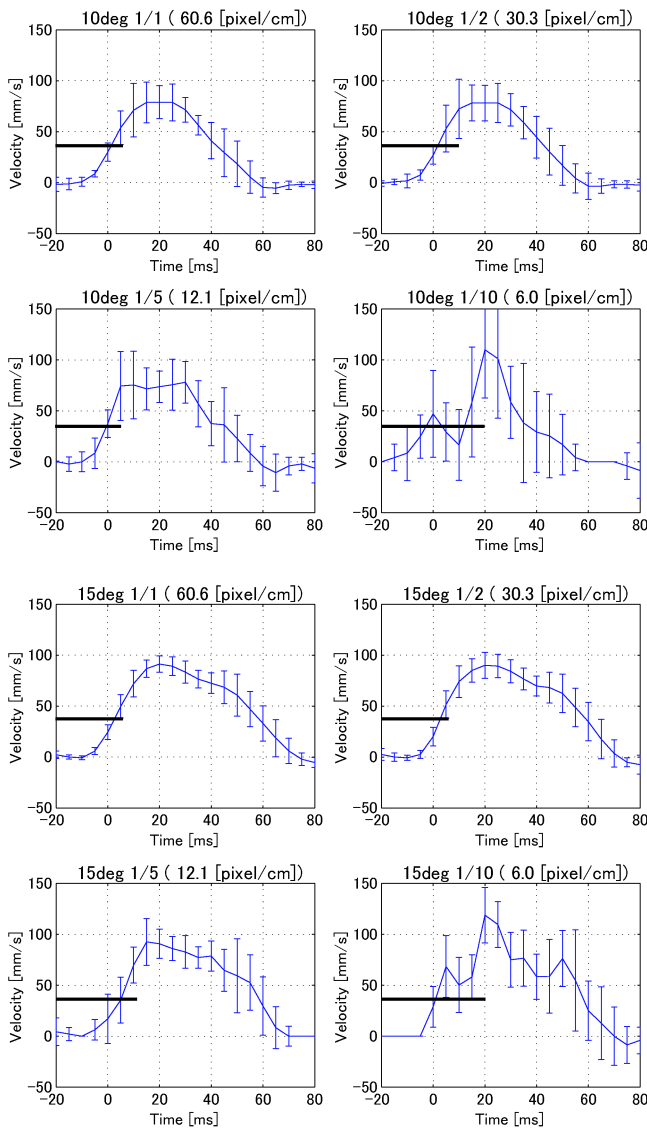 10deg 1/1 ( 60.6 [pixel/cm])
150
100
50
0
−50
Velocity [mm/s]
−20 0 20 40 60 80
Time [ms]
10deg 1/2 ( 30.3 [pixel/cm])
150
100
50
0
−50
Velocity [mm/s]
−20 0 20 40 60 80
Time [ms]
10deg 1/5 ( 12.1 [pixel/cm])
150
100
50
0
−50
Velocity [mm/s]
−20 0 20 40 60 80
Time [ms]
10deg 1/10 ( 6.0 [pixel/cm])
150
100
50
0
−50
Velocity [mm/s]
−20 0 20 40 60 80
Time [ms]
15deg 1/1 ( 60.6 [pixel/cm])
150
100
50
0
−50
Velocity [mm/s]
−20 0 20 40 60 80
Time [ms]
15deg 1/2 ( 30.3 [pixel/cm])
150
100
50
0
−50
Velocity [mm/s]
−20 0 20 40 60 80
Time [ms]
15deg 1/5 ( 12.1 [pixel/cm])
150
100
50
0
−50
Velocity [mm/s]
−20 0 20 40 60 80
Time [ms]
15deg 1/10 ( 6.0 [pixel/cm])
150
100
50
0
−50
Velocity [mm/s]
−20 0 20 40 60 80
Time [ms]